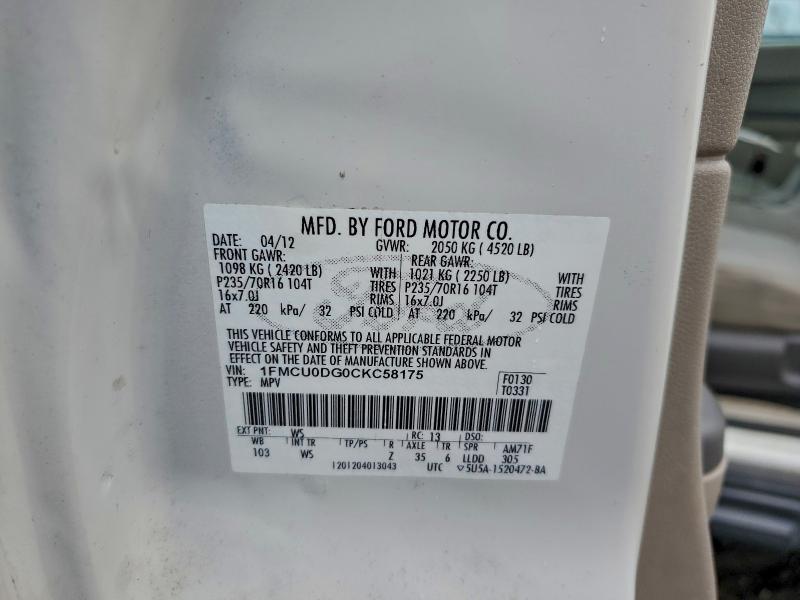 MFD. BY FORD MOTOR CO.
DATE: 04/12 GVWR: 2050 KG ( 4520 LB)
FRONT GAWR: REAR GAWR:
1098 KG ( 2420 LB) WITH 1021 KG ( 2250 LB) WITH
P235/70R16 104T TIRES P235/70R16 104T TIRES
16x7.0J RIMS 16x7.0J RIMS
AT 220 kPa/ 32 PSI COLD AT 220 kPa/ 32 PSI COLD
THIS VEHICLE CONFORMS TO ALL APPLICABLE FEDERAL MOTOR
VEHICLE SAFETY AND THEFT PREVENTION STANDARDS IN
EFFECT ON THE DATE OF MANUFACTURE SHOWN ABOVE.
VIN: 1FMCU0DG0CKC58175 F0130
TYPE: MPV T0331
EXT PNT: WS RC: 13 DSO:
WB INT TR TP/PS R AXLE TR SPR AM71F
103 WS Z 35 6 LLDD 305
1201204013043 UTC ▽5U5A-1520472-BA
Ford